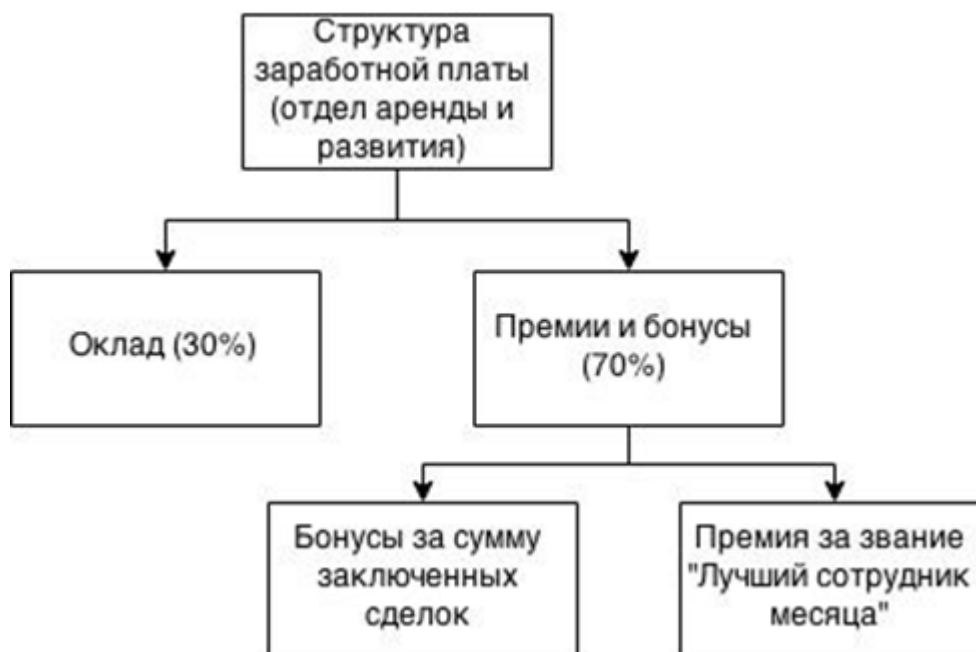 Структура
заработной платы
(отдел аренды и
развития)
Оклад (30%)
Премии и бонусы
(70%)
Бонусы за сумму
заключенных
сделок
Премия за звание
"Лучший сотрудник
месяца"